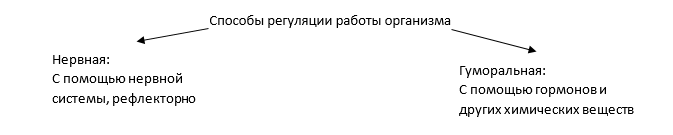 Способы регуляции работы организма
Нервная:
С помощью нервной
системы, рефлекторно
Гуморальная:
С помощью гормонов и
других химических веществ